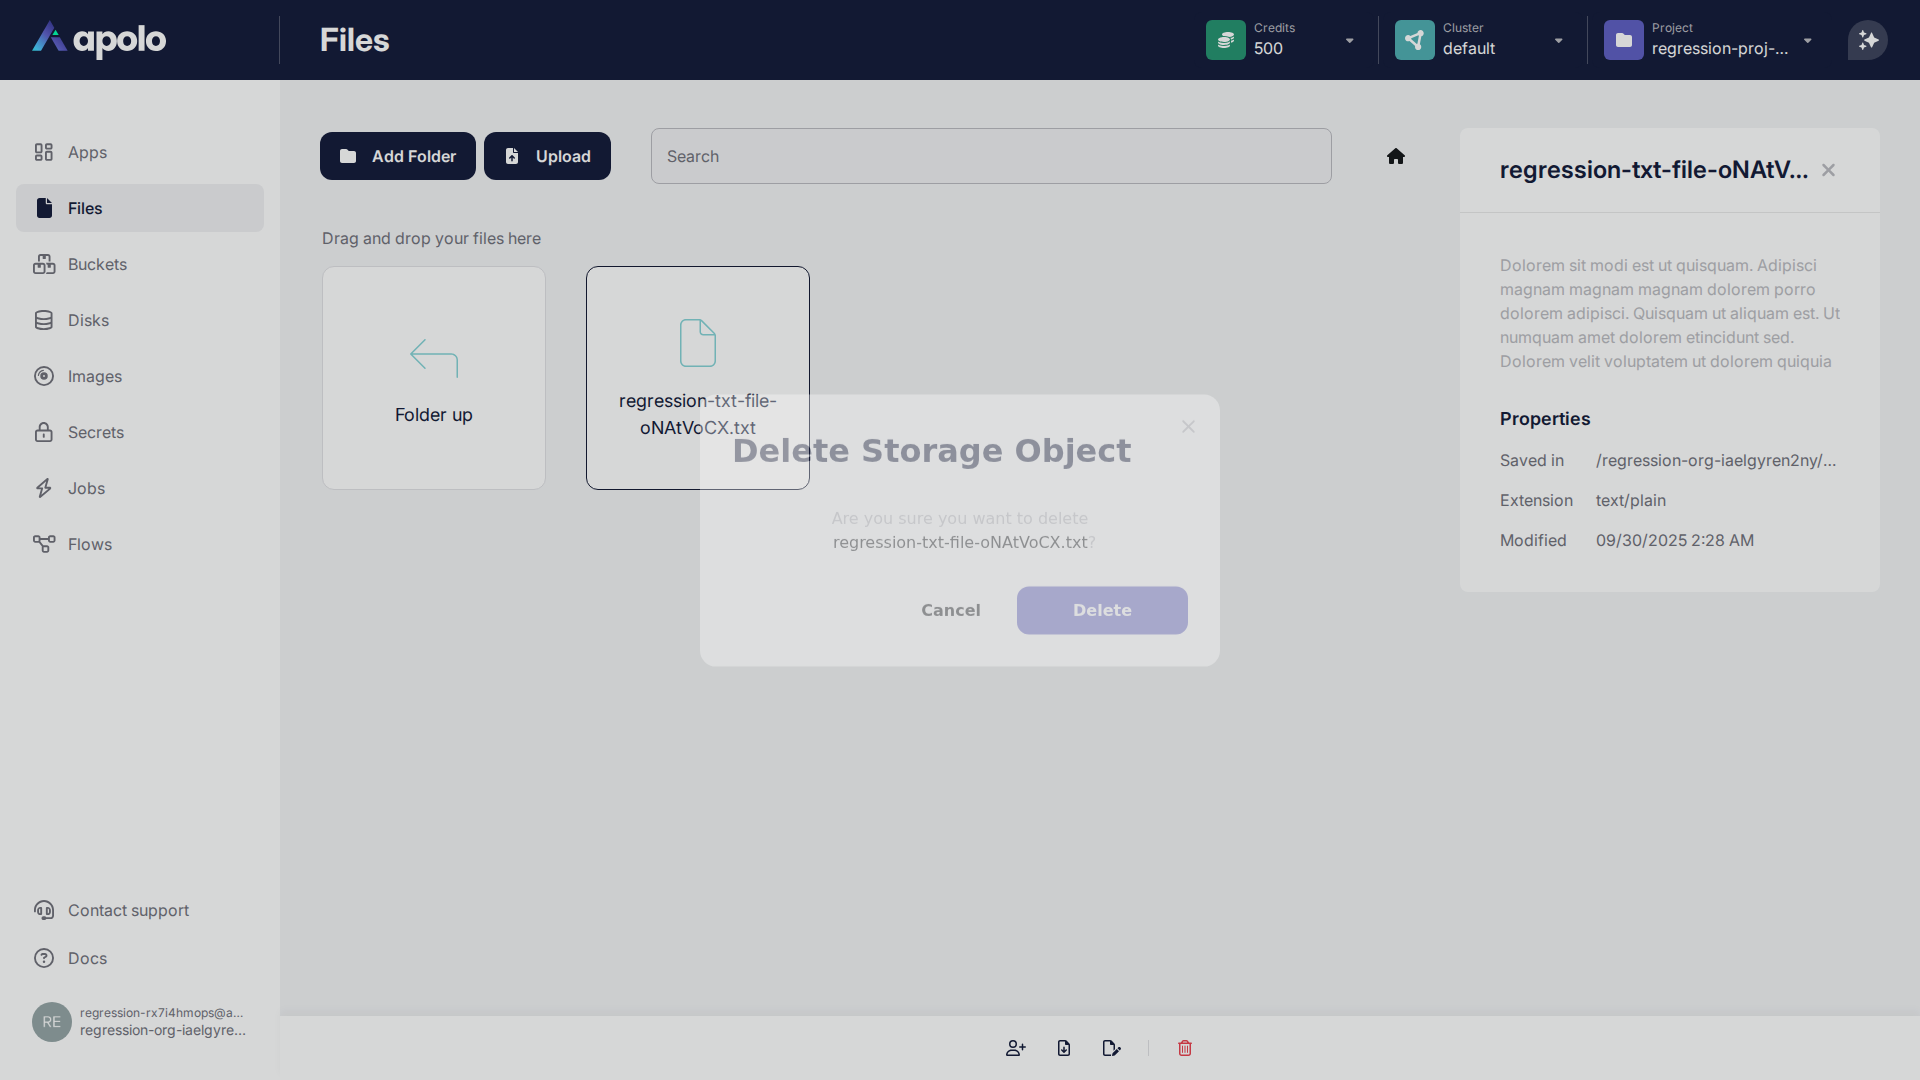 apolo
Files
Credits
500
Cluster
default
Project
regression-proj-...
Apps
Files
Buckets
Disks
Images
Secrets
Jobs
Flows
Contact support
Docs
RE
regression-rx7i4hmops@a...
regression-org-iaelgyre...
Add Folder
Upload
Search
Drag and drop your files here
Folder up
regression-txt-file-
oNAtVoCX.txt
Delete Storage Object
Are you sure you want to delete
regression-txt-file-oNAtVoCX.txt?
Cancel
Delete
regression-txt-file-oNAtV...
Dolorem sit modi est ut quisquam. Adipisci
magnam magnam magnam dolorem porro
dolorem adipisci. Quisquam ut aliquam est. Ut
numquam amet dolorem etincidunt sed.
Dolorem velit voluptatem ut dolorem quiquia
Properties
Saved in /regression-org-iaelgyren2ny/...
Extension text/plain
Modified 09/30/2025 2:28 AM